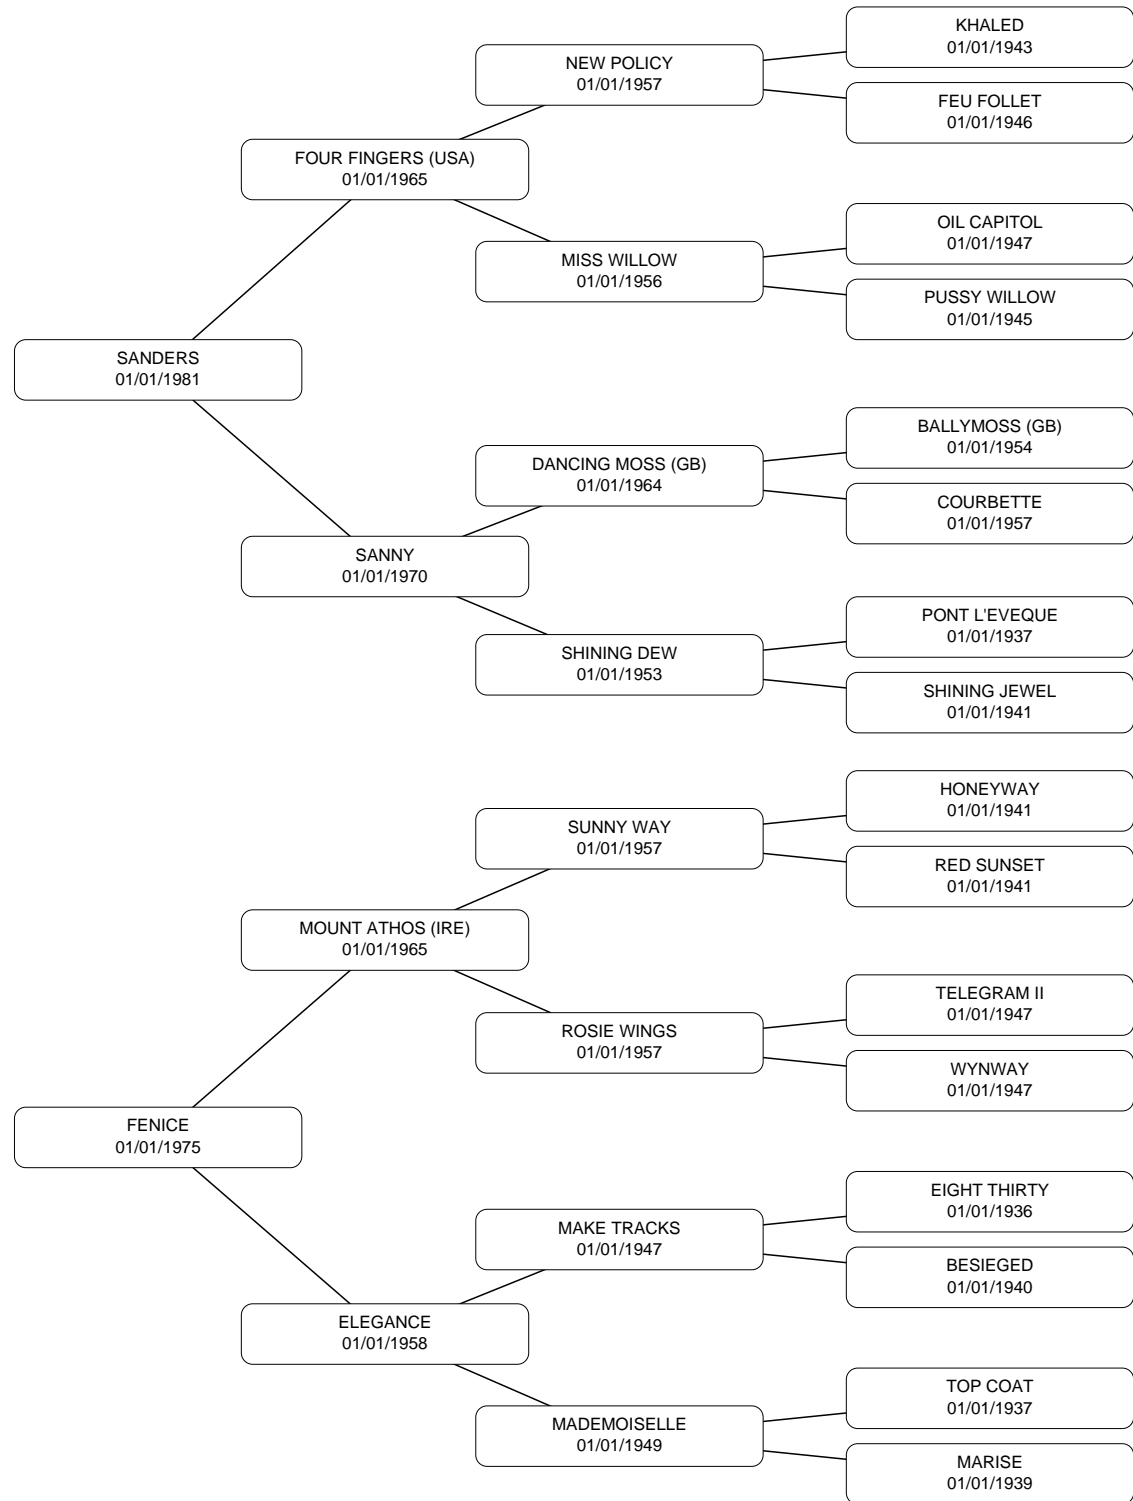 KHALED
01/01/1943
NEW POLICY
01/01/1957
FEU FOLLET
01/01/1946
FOUR FINGERS (USA)
01/01/1965
OIL CAPITOL
01/01/1947
MISS WILLOW
01/01/1956
PUSSY WILLOW
01/01/1945
SANDERS
01/01/1981
BALLYMOSS (GB)
01/01/1954
DANCING MOSS (GB)
01/01/1964
COURBETTE
01/01/1957
SANNY
01/01/1970
PONT L'EVEQUE
01/01/1937
SHINING DEW
01/01/1953
SHINING JEWEL
01/01/1941
HONEYWAY
01/01/1941
SUNNY WAY
01/01/1957
RED SUNSET
01/01/1941
MOUNT ATHOS (IRE)
01/01/1965
TELEGRAM II
01/01/1947
ROSIE WINGS
01/01/1957
WYNWAY
01/01/1947
FENICE
01/01/1975
EIGHT THIRTY
01/01/1936
MAKE TRACKS
01/01/1947
BESIEGED
01/01/1940
ELEGANCE
01/01/1958
TOP COAT
01/01/1937
MADEMOISELLE
01/01/1949
MARISE
01/01/1939